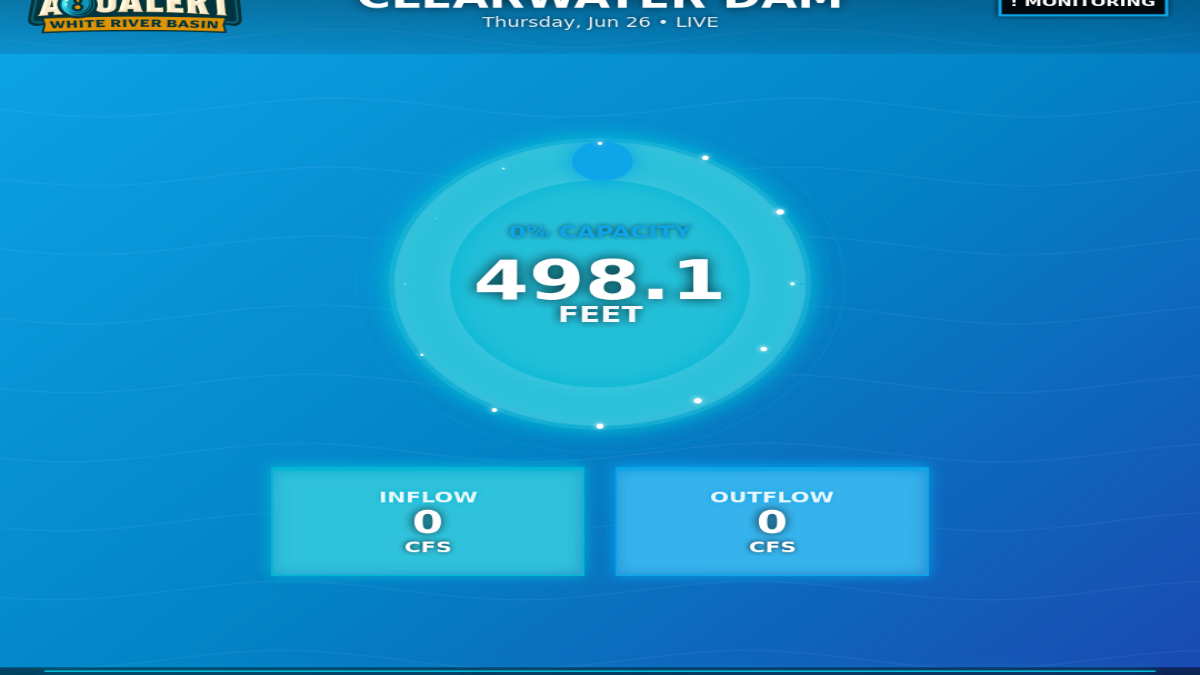 AQUALERT
8
WHITE RIVER BASIN
CLEARWATER DAM
Thursday, Jun 26 • LIVE
! MONITORING
0% CAPACITY
498.1
FEET
INFLOW
0
CFS
OUTFLOW
0
CFS